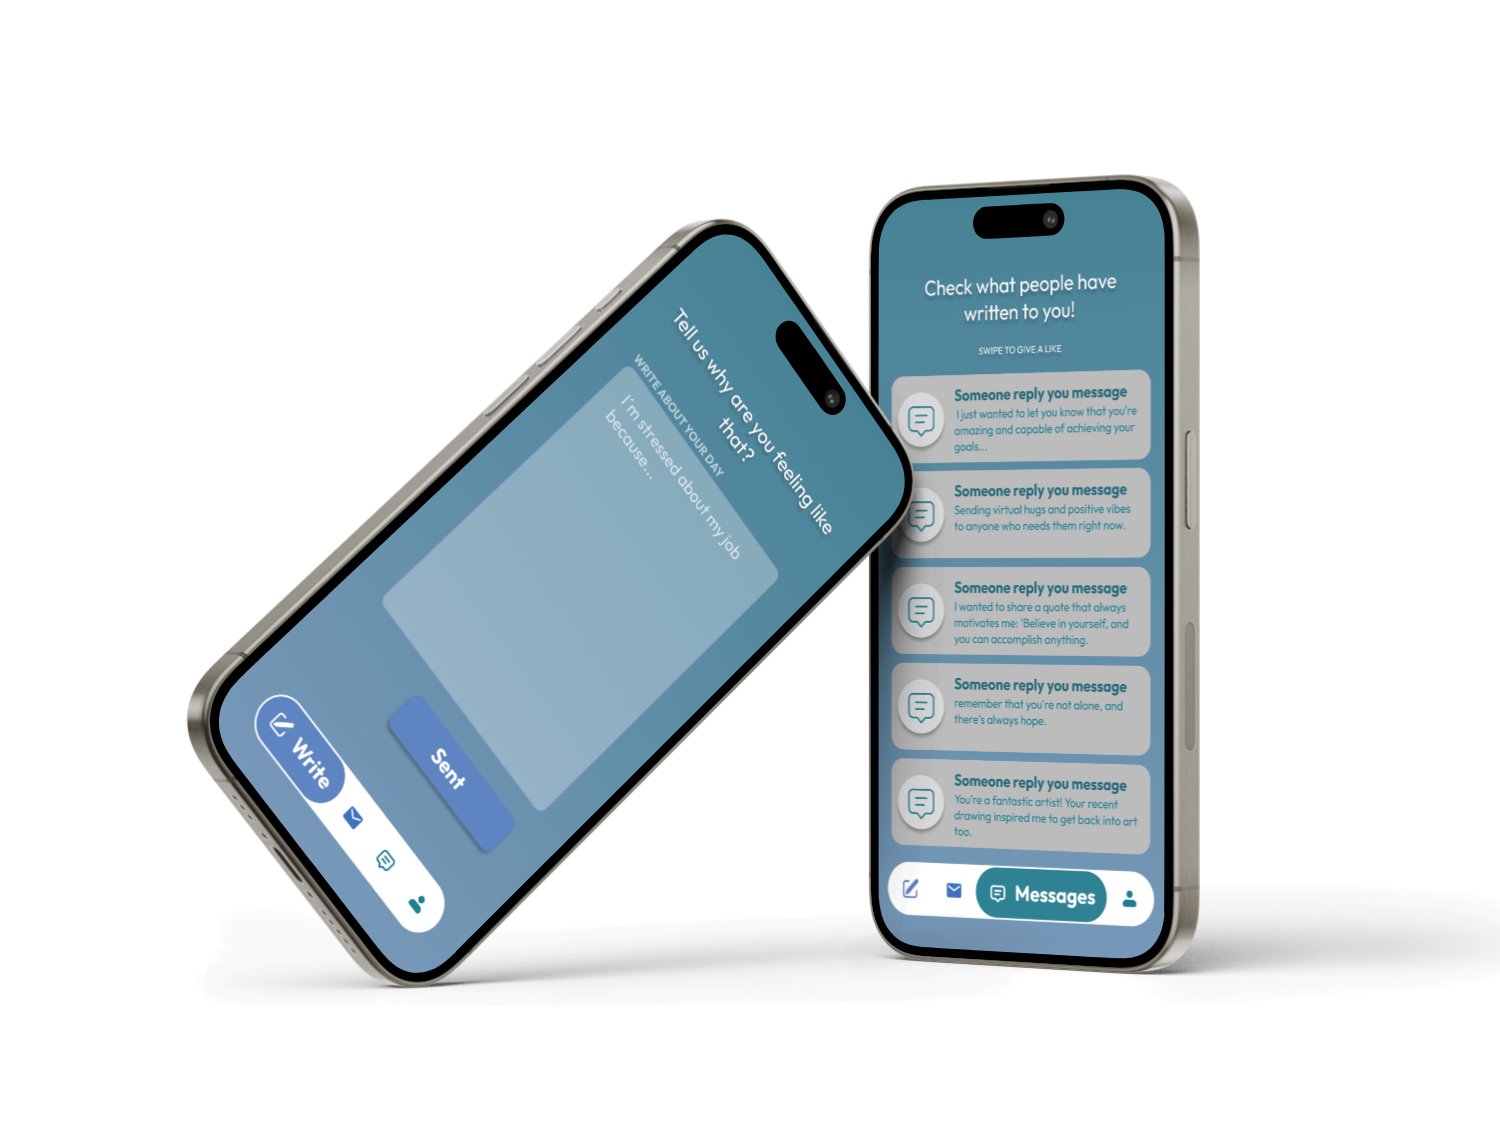 Tell us why are you feeling like
that?
WRITE ABOUT YOUR DAY
I'm stressed about my job
because...
Sent
Write
Check what people have
written to you!
SWIPE TO GIVE A LIKE
Someone reply you message
I just wanted to let you know that you're
amazing and capable of achieving your
goals...
Someone reply you message
Sending virtual hugs and positive vibes
to anyone who needs them right now.
Someone reply you message
I wanted to share a quote that always
motivates me: 'Believe in yourself, and
you can accomplish anything.
Someone reply you message
remember that you're not alone, and
there's always hope.
Someone reply you message
You're a fantastic artist! Your recent
drawing inspired me to get back into art
too.
Messages